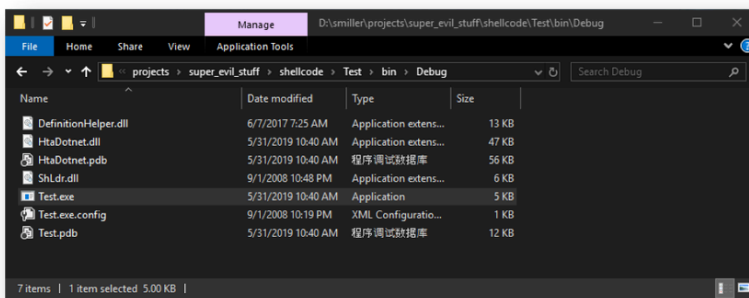 Manage D:\smiller\projects\super_evil_stuff\shellcode\Test\bin\Debug
File Home Share View Application Tools
« projects › super_evil_stuff › shellcode › Test › bin › Debug Search Debug
Name Date modified Type Size
DefinitionHelper.dll 6/7/2017 7:25 AM Application extens... 13 KB
HtaDotnet.dll 5/31/2019 10:40 AM Application extens... 47 KB
HtaDotnet.pdb 5/31/2019 10:40 AM 程序调试数据库 56 KB
ShLdr.dll 9/1/2008 10:48 PM Application extens... 6 KB
Test.exe 5/31/2019 10:40 AM Application 5 KB
Test.exe.config 9/1/2008 10:19 PM XML Configuratio... 1 KB
Test.pdb 5/31/2019 10:40 AM 程序调试数据库 12 KB
7 items | 1 item selected 5.00 KB |